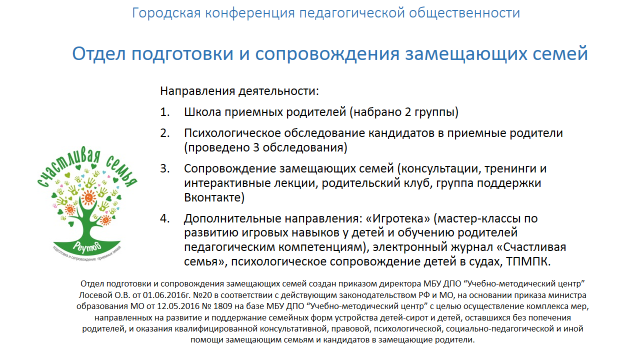 Городская конференция педагогической общественности
Отдел подготовки и сопровождения замещающих семей
Направления деятельности:
1. Школа приемных родителей (набрано 2 группы)
2. Психологическое обследование кандидатов в приемные родители
(проведено 3 обследования)
3. Сопровождение замещающих семей (консультации, тренинги и
интерактивные лекции, родительский клуб, группа поддержки
Вконтакте)
4. Дополнительные направления: «Игротека» (мастер-классы по
развитию игровых навыков у детей и обучению родителей
педагогическим компетенциям), электронный журнал «Счастливая
семья», психологическое сопровождение детей в судах, ТПМПК.
счастливая семья
Реутов
Отдел подготовки и сопровождения замещающих семей создан приказом директора МБУ ДПО “Учебно-методический центр”
Лосевой О.В. от 01.06.2016г. №20 в соответствии с действующим законодательством РФ и МО, на основании приказа министра
образования МО от 12.05.2016 № 1809 на базе МБУ ДПО “Учебно-методический центр” с целью осуществление комплекса мер,
направленных на развитие и поддержание семейных форм устройства детей-сирот и детей, оставшихся без попечения
родителей, и оказания квалифицированной консультативной, правовой, психологической, социально-педагогической и иной
помощи замещающим семьям и кандидатов в замещающие родители.